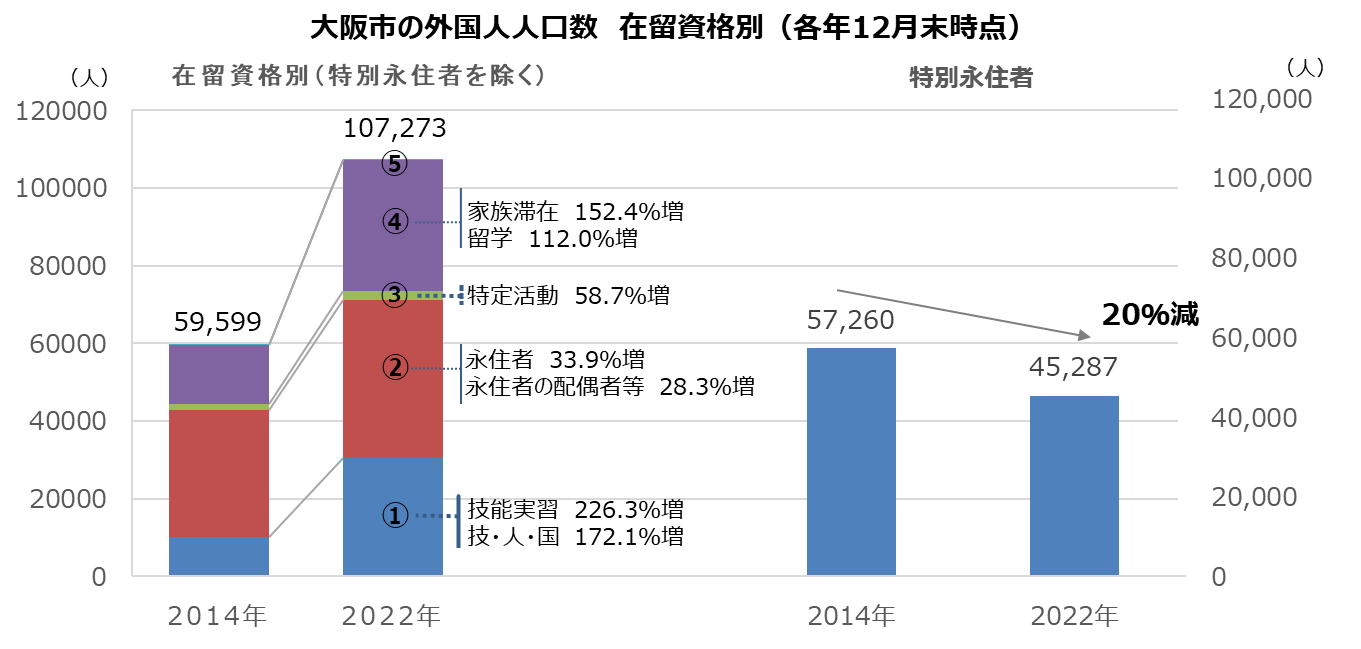 大阪市の外国人人口数 在留資格別（各年12月末時点）
在留資格別（特別永住者を除く）
特別永住者
（人）
（人）
120000
100000
80000
60000
40000
20000
0
120,000
100,000
80,000
60,000
40,000
20,000
0
59,599
107,273
⑤
④
家族滞在 152.4%増
留学 112.0%増
③
特定活動 58.7%増
②
永住者 33.9%増
永住者の配偶者等 28.3%増
①
技能実習 226.3%増
技・人・国 172.1%増
57,260
20%減
45,287
2014年
2022年
2014年
2022年